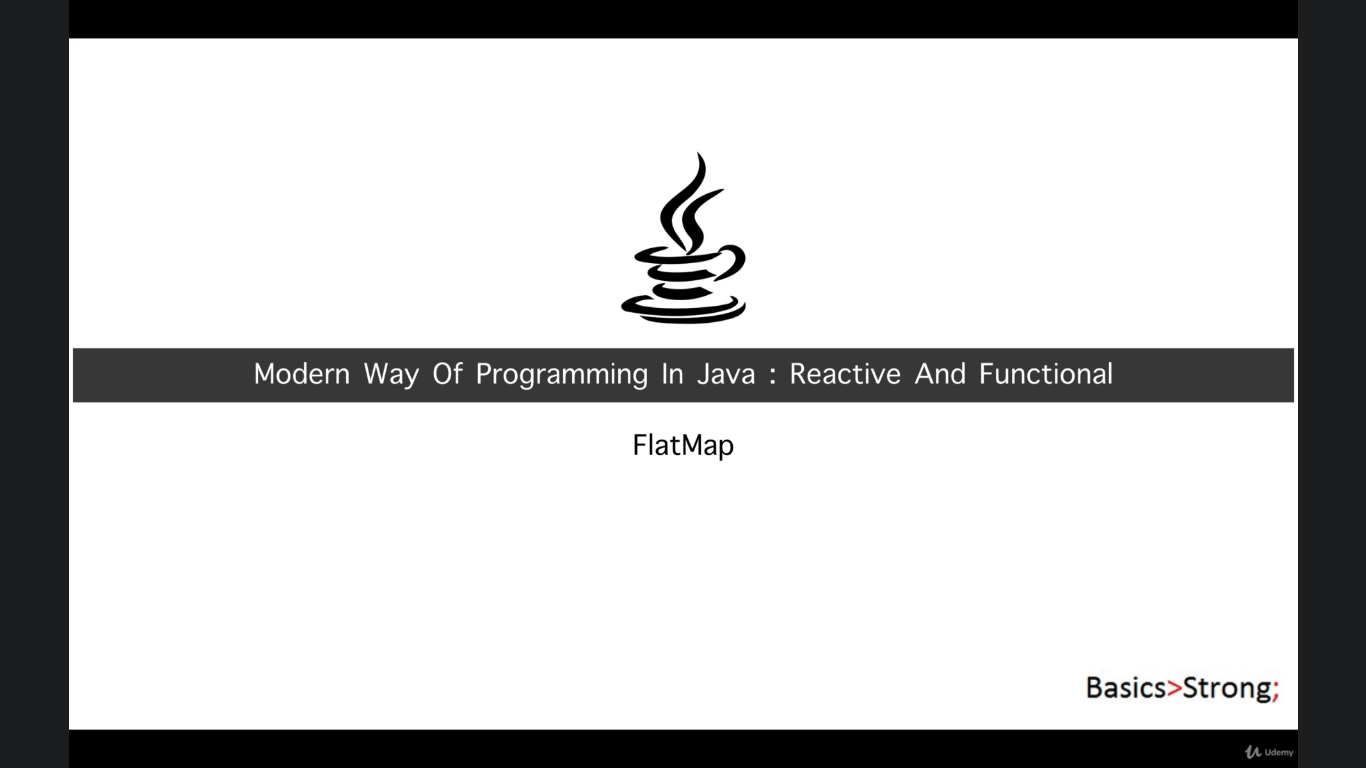 Modern Way Of Programming In Java : Reactive And Functional
FlatMap
Basics>Strong;
Udemy